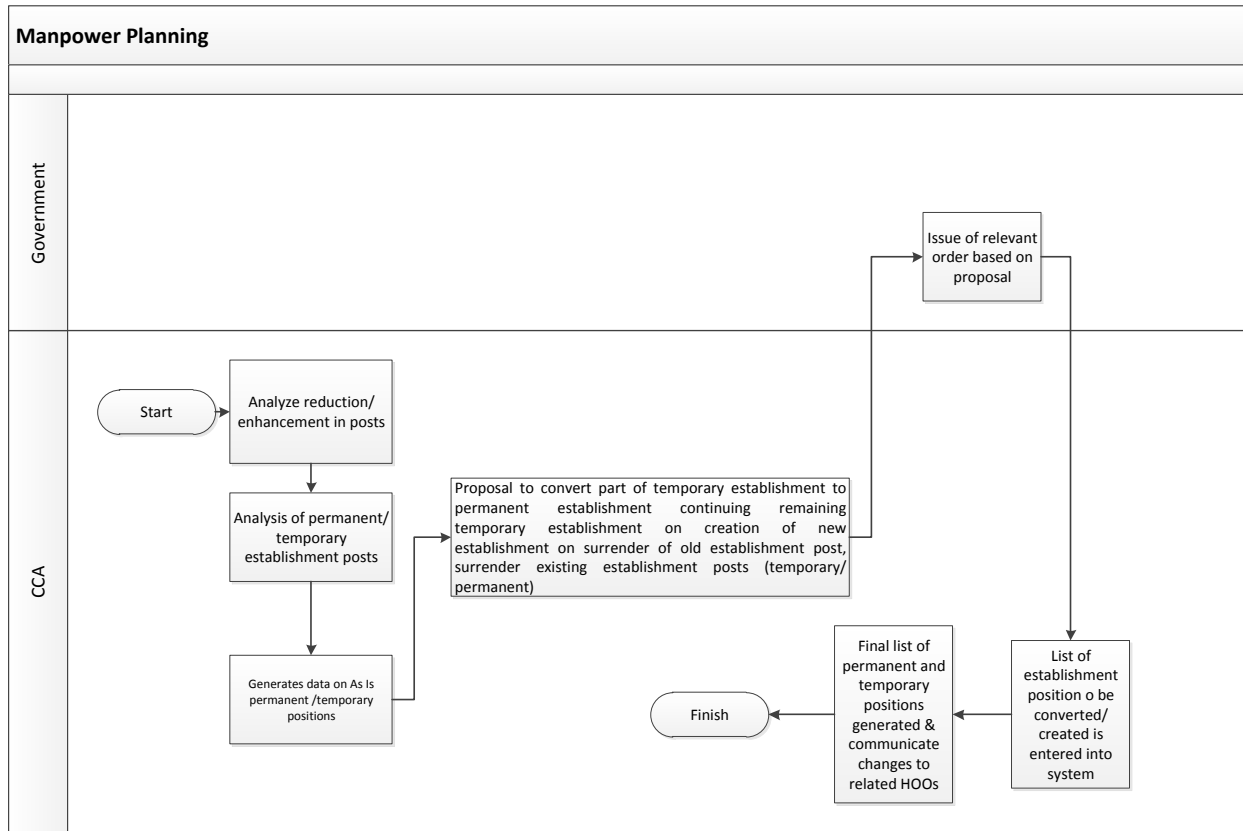 Manpower Planning
Government
Issue of relevant
order based on
proposal
CCA
Start
Analyze reduction/
enhancement in posts
Analysis of permanent/
temporary
establishment posts
Generates data on As Is
permanent /temporary
positions
Proposal to convert part of temporary establishment to
permanent establishment continuing remaining
temporary establishment on creation of new
establishment on surrender of old establishment post,
surrender existing establishment posts (temporary/
permanent)
List of
establishment
position o be
converted/
created is
entered into
system
Final list of
permanent and
temporary
positions
generated &
communicate
changes to
related HOOs
Finish